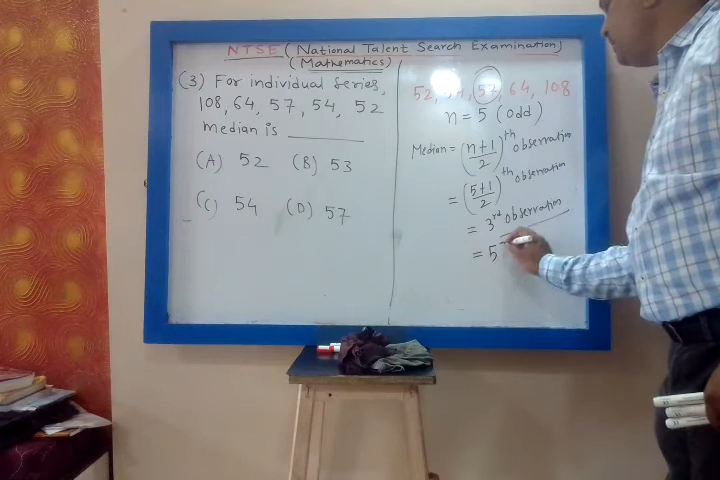 NTSE (National Talent Search Examination)
(Mathematics)
(3) For individual series,
108, 64, 57, 54, 52
median is ________
(A) 52 (B) 53
(C) 54 (D) 57
52, 54, 57, 64, 108
n = 5 (odd)
Median = (n+1/2)th observation
= (5+1/2)th observation
= 3rd observation
= 5